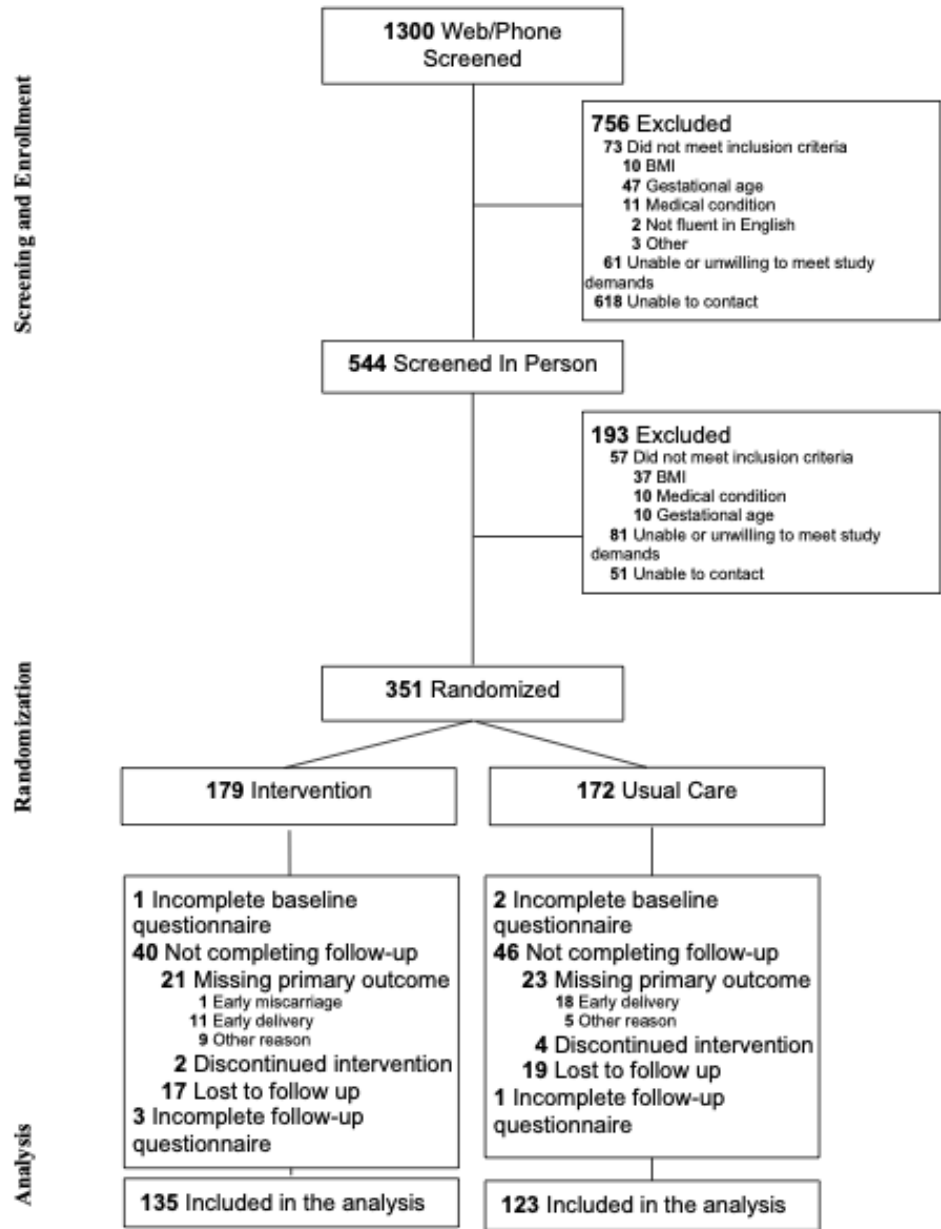 Screening and Enrollment
1300 Web/Phone
Screened
756 Excluded
73 Did not meet inclusion criteria
10 BMI
47 Gestational age
11 Medical condition
2 Not fluent in English
3 Other
61 Unable or unwilling to meet study
demands
618 Unable to contact
544 Screened In Person
193 Excluded
57 Did not meet inclusion criteria
37 BMI
10 Medical condition
10 Gestational age
81 Unable or unwilling to meet study
demands
51 Unable to contact
Randomization
351 Randomized
179 Intervention
172 Usual Care
Analysis
1 Incomplete baseline
questionnaire
40 Not completing follow-up
21 Missing primary outcome
1 Early miscarriage
11 Early delivery
9 Other reason
2 Discontinued intervention
17 Lost to follow up
3 Incomplete follow-up
questionnaire
2 Incomplete baseline
questionnaire
46 Not completing follow-up
23 Missing primary outcome
18 Early delivery
5 Other reason
4 Discontinued intervention
19 Lost to follow up
1 Incomplete follow-up
questionnaire
135 Included in the analysis
123 Included in the analysis